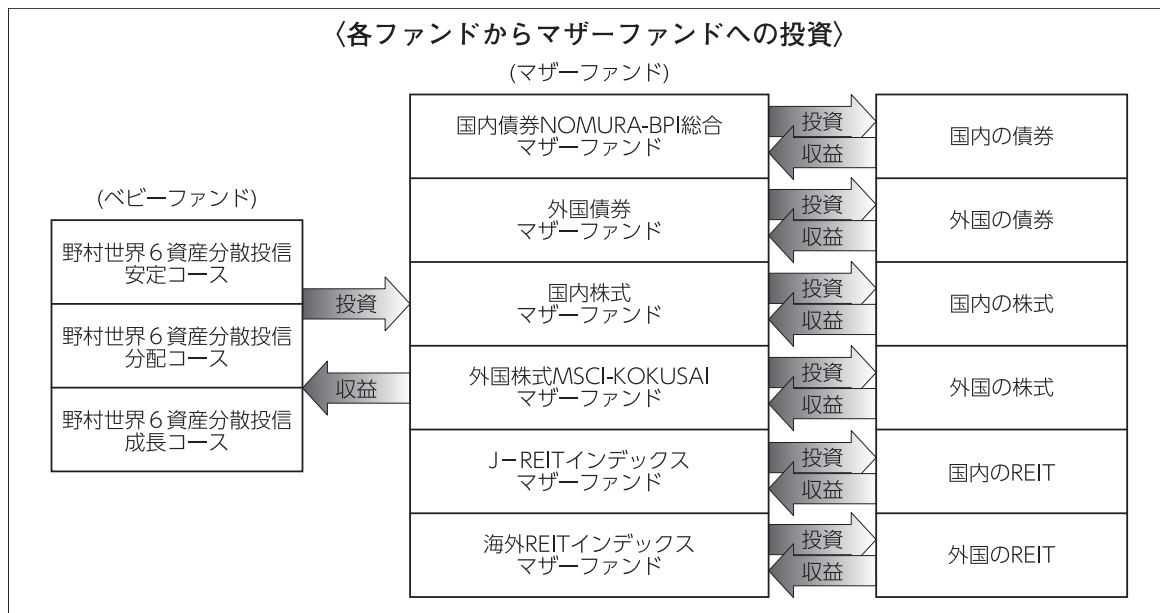 〈各ファンドからマザーファンドへの投資〉
(マザーファンド)
(ベビーファンド)
野村世界６資産分散投信
安定コース
野村世界６資産分散投信
分配コース
野村世界６資産分散投信
成長コース
投資
収益
国内債券NOMURA-BPI総合
マザーファンド
投資
収益
国内の債券
外国債券
マザーファンド
投資
収益
外国の債券
国内株式
マザーファンド
投資
収益
国内の株式
外国株式MSCI-KOKUSAI
マザーファンド
投資
収益
外国の株式
J－REITインデックス
マザーファンド
投資
収益
国内のREIT
海外REITインデックス
マザーファンド
投資
収益
外国のREIT